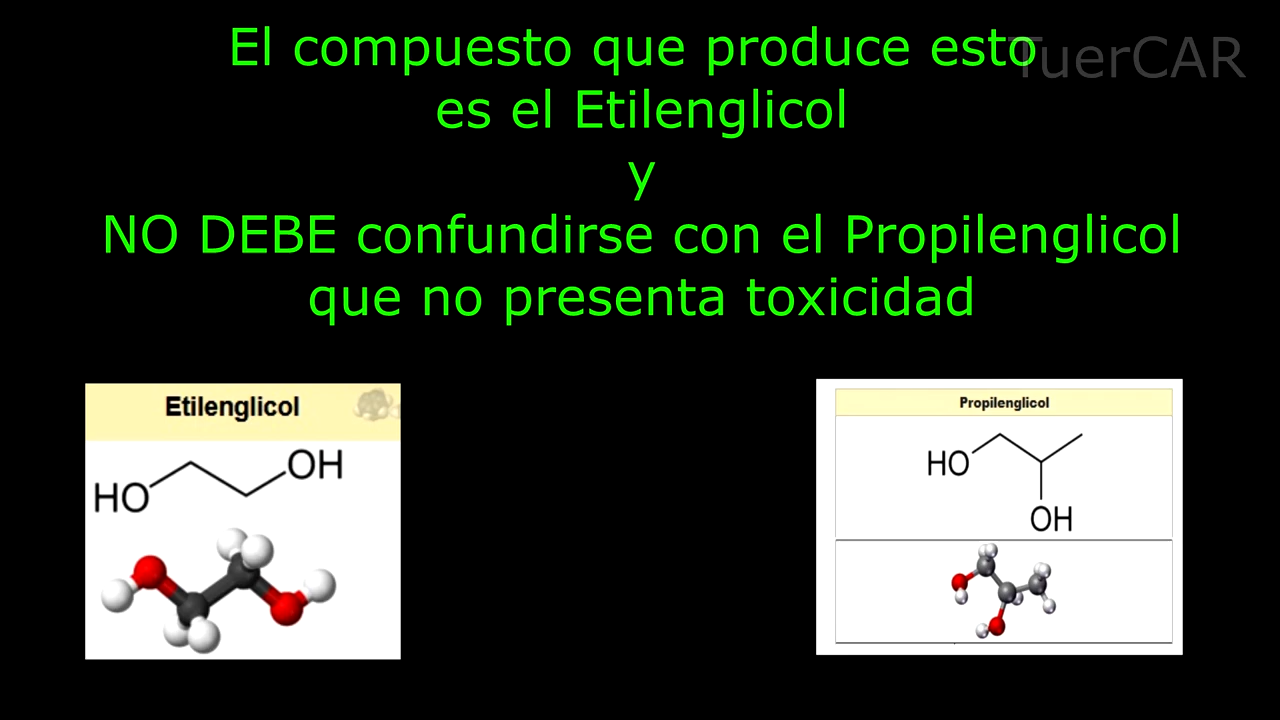 El compuesto que produce esto
TuerCAR
es el Etilenglicol
y
NO DEBE confundirse con el Propilenglicol
que no presenta toxicidad
Etilenglicol
OH
HO
Propilenglicol
HO
OH